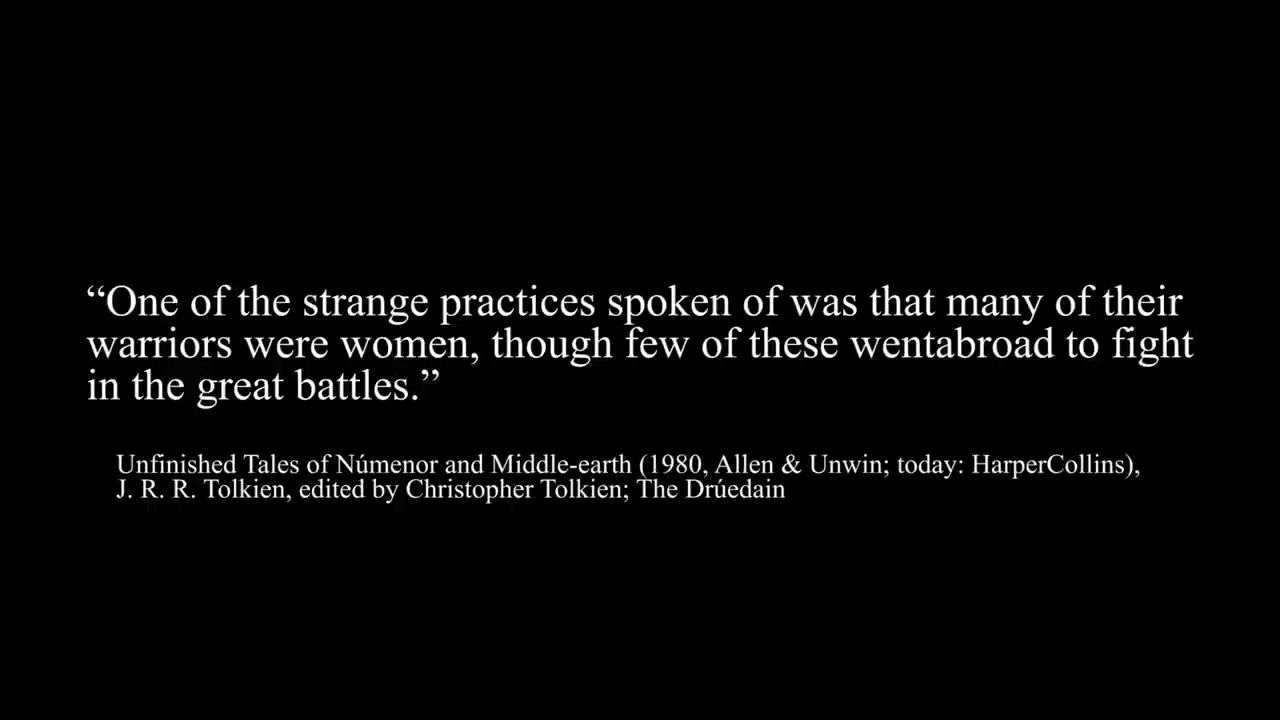 “One of the strange practices spoken of was that many of their
warriors were women, though few of these wentabroad to fight
in the great battles.”
Unfinished Tales of Númenor and Middle-earth (1980, Allen & Unwin; today: HarperCollins),
J. R. R. Tolkien, edited by Christopher Tolkien; The Drúedain